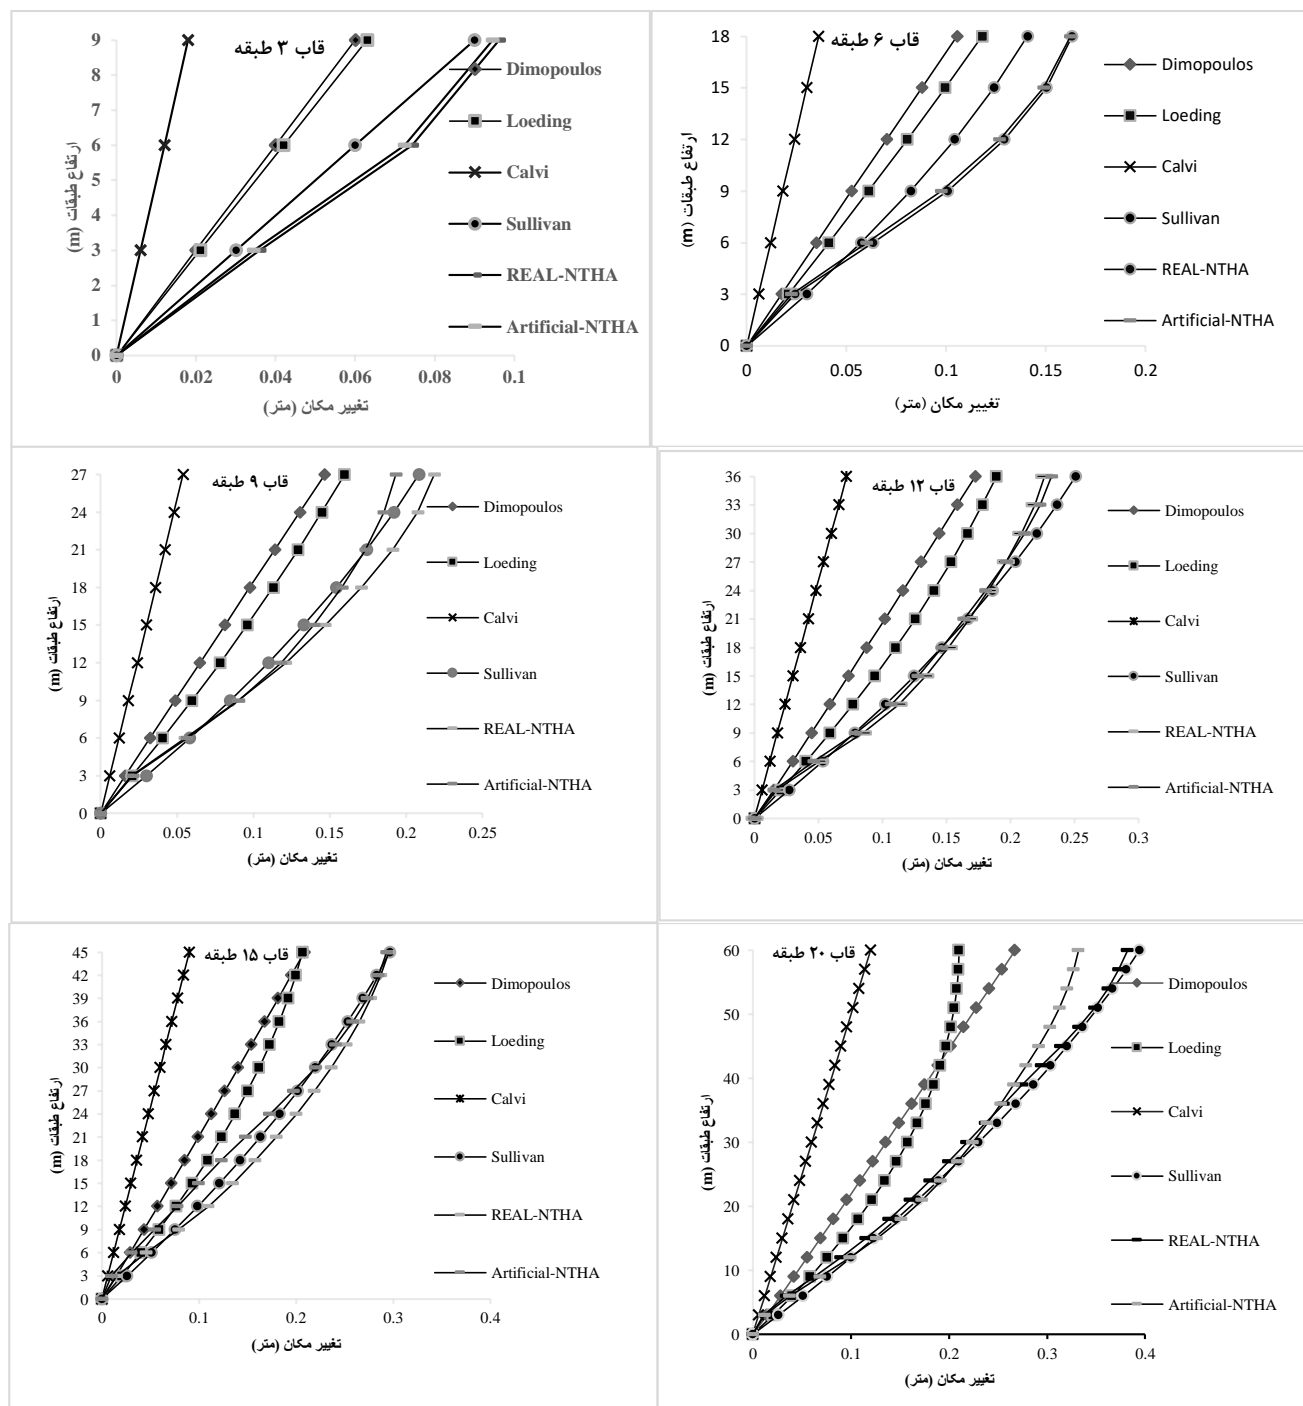 قاب ۳ طبقه
9
8
7
6
5
4
3
2
1
0
ارتفاع طبقات (m)
0 0.02 0.04 0.06 0.08 0.1
تغییر مکان (متر)
Dimopoulos
Loeding
Calvi
Sullivan
REAL-NTHA
Artificial-NTHA
قاب ۶ طبقه
18
15
12
9
6
3
0
ارتفاع طبقات (m)
0 0.05 0.1 0.15 0.2
تغییر مکان (متر)
Dimopoulos
Loeding
Calvi
Sullivan
REAL-NTHA
Artificial-NTHA
قاب ۹ طبقه
27
24
21
18
15
12
9
6
3
0
ارتفاع طبقات (m)
0 0.05 0.1 0.15 0.2 0.25
تغییر مکان (متر)
Dimopoulos
Loeding
Calvi
Sullivan
REAL-NTHA
Artificial-NTHA
قاب ۱۲ طبقه
36
33
30
27
24
21
18
15
12
9
6
3
0
ارتفاع طبقات (m)
0 0.05 0.1 0.15 0.2 0.25 0.3
تغییر مکان (متر)
Dimopoulos
Loeding
Calvi
Sullivan
REAL-NTHA
Artificial-NTHA
قاب ۱۵ طبقه
45
42
39
36
33
30
27
24
21
18
15
12
9
6
3
0
ارتفاع طبقات (m)
0 0.1 0.2 0.3 0.4
تغییر مکان (متر)
Dimopoulos
Loeding
Calvi
Sullivan
REAL-NTHA
Artificial-NTHA
قاب ۲۰ طبقه
60
50
40
30
20
10
0
ارتفاع طبقات (m)
0 0.1 0.2 0.3 0.4
تغییر مکان (متر)
Dimopoulos
Loeding
Calvi
Sullivan
REAL-NTHA
Artificial-NTHA